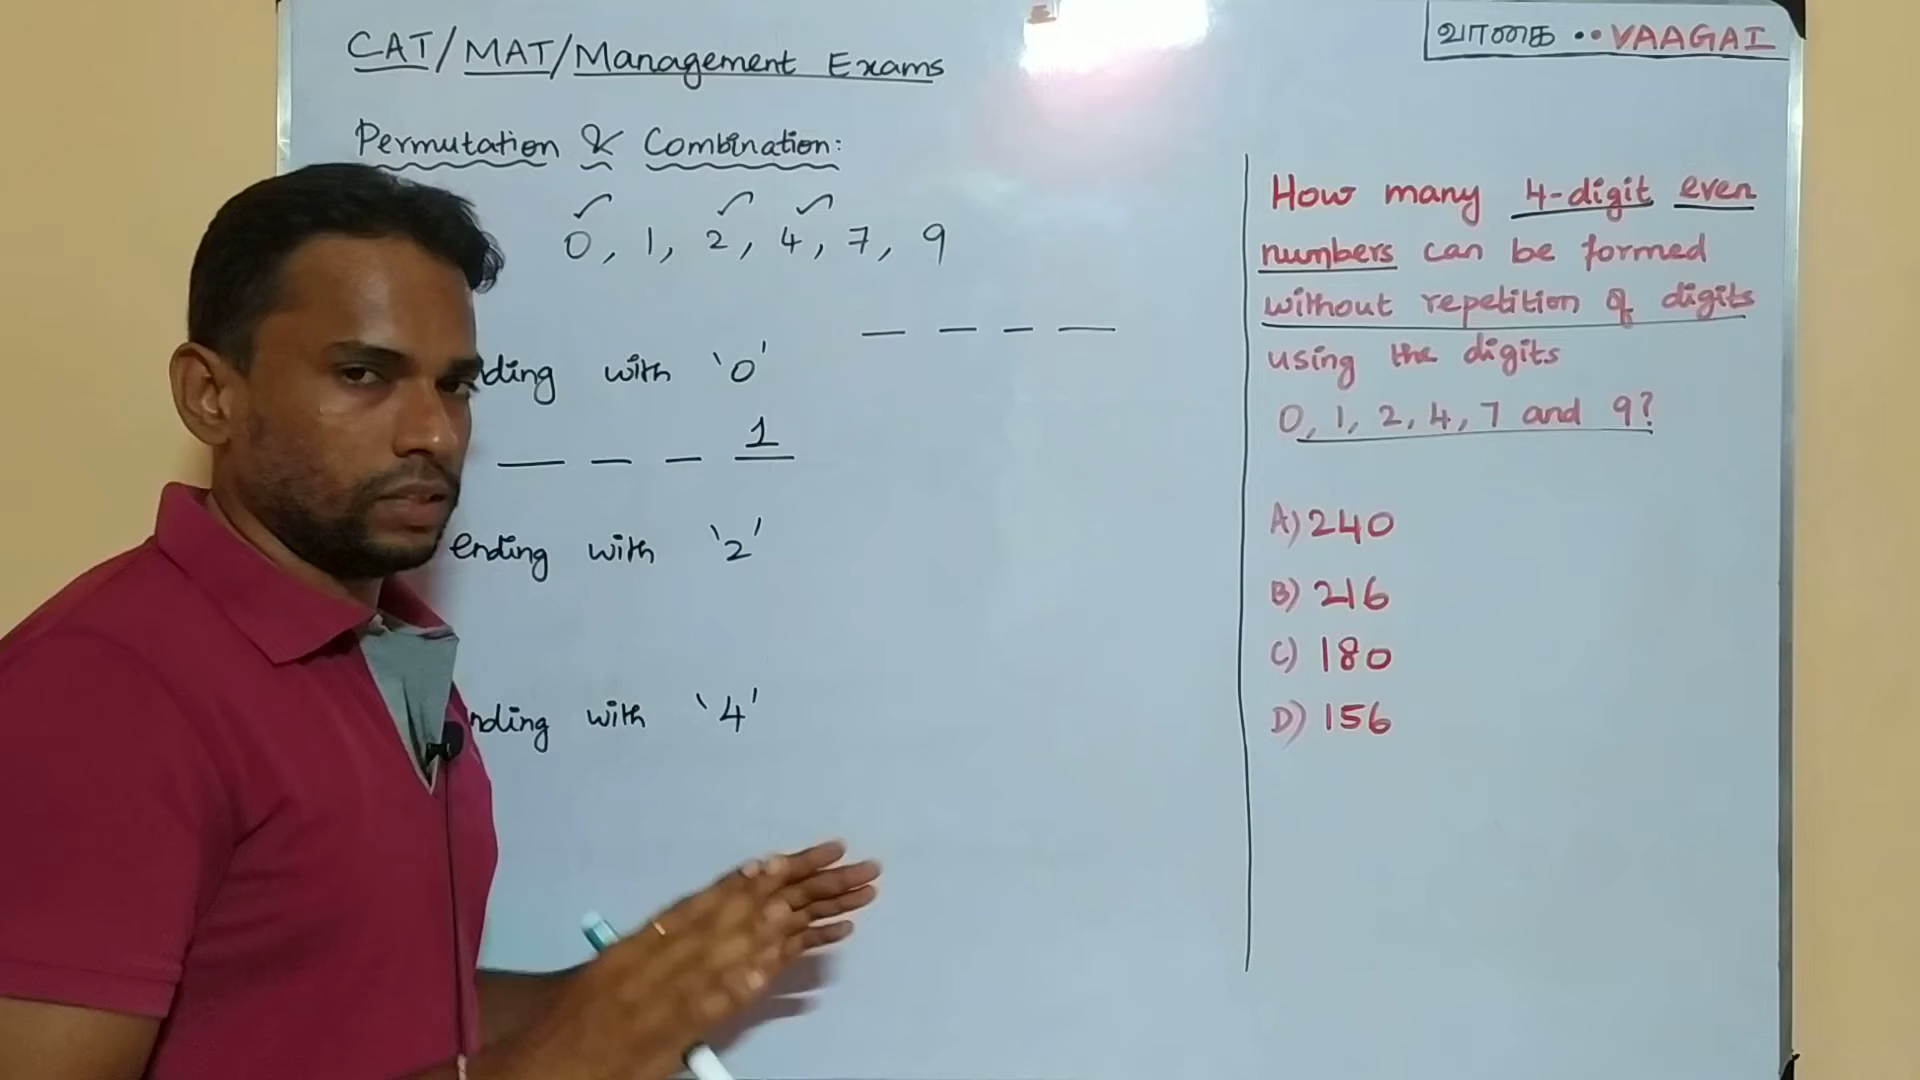 CAT/MAT/Management Exams
வாகை..VAAGAI
Permutation & Combination:
0, 1, 2, 4, 7, 9
with '0'
1
ending with '2'
with '4'
How many 4-digit even
numbers can be formed
without repetition of digits
using the digits
0, 1, 2, 4, 7 and 9?
A) 240
B) 216
C) 180
D) 156